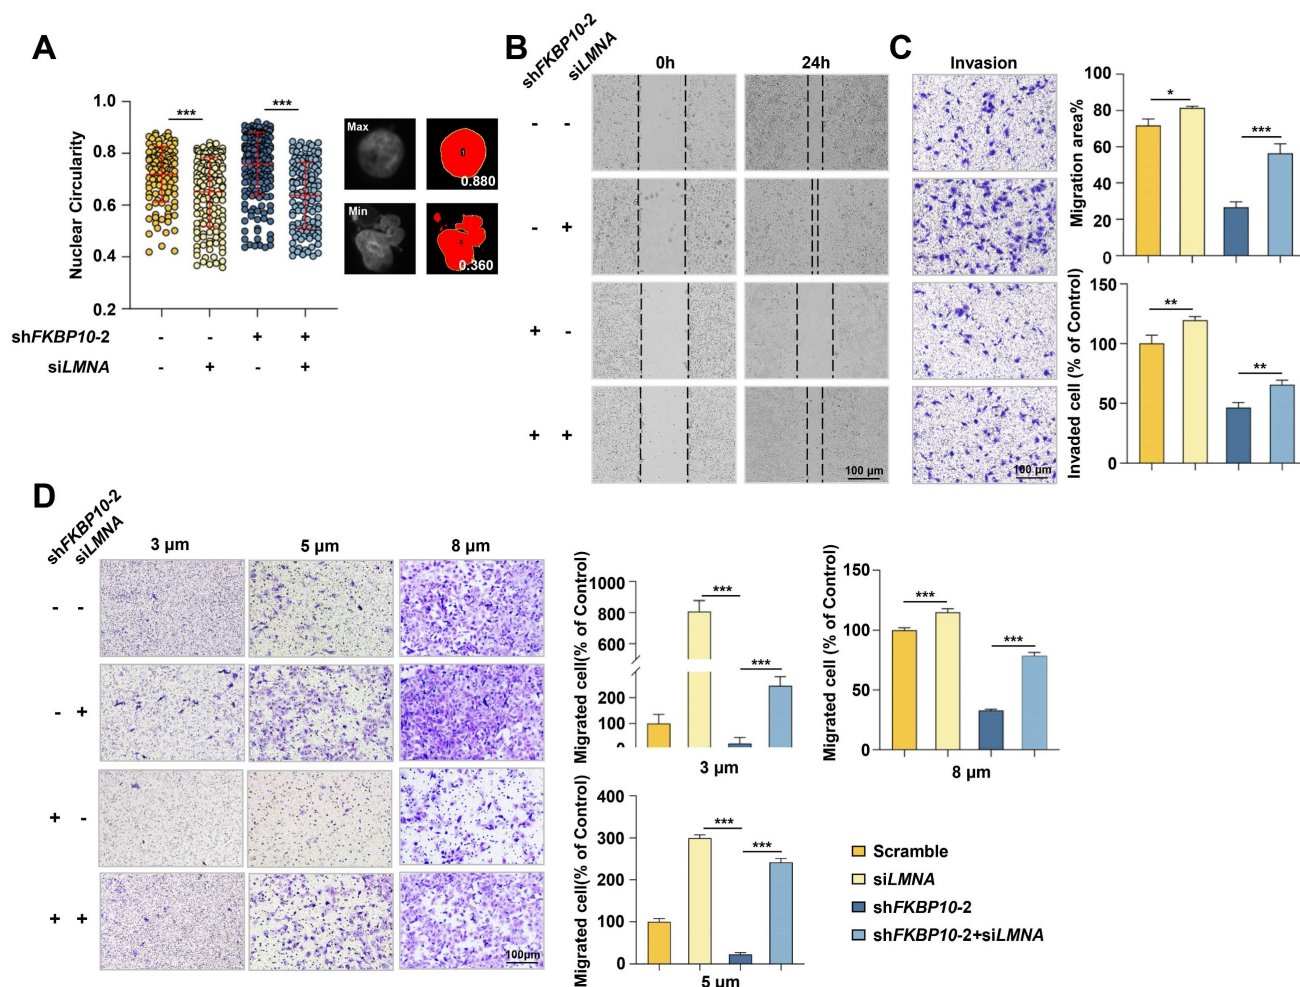 A
Nuclear Circularity
1.0
0.8
0.6
0.4
0.2
***
***
Max
1
0.880
Min
0.360
shFKBP10-2 - - + +
siLMNA - + - +
B
shFKBP10-2
siLMNA
0h
24h
- -
- +
+ -
+ +
100 µm
C
Invasion
100 µm
Migration area%
100
80
60
40
20
0
*
***
Invaded cell (% of Control)
150
100
50
0
**
**
D
shFKBP10-2
siLMNA
3 µm
5 µm
8 µm
- -
- +
+ -
+ +
100µm
Migrated cell(% of Control)
1000
800
600
200
100
0
***
***
3 µm
Migrated cell (% of Control)
150
100
50
0
***
***
8 µm
Migrated cell(% of Control)
400
300
200
100
0
***
***
5 µm
Scramble
siLMNA
shFKBP10-2
shFKBP10-2+siLMNA